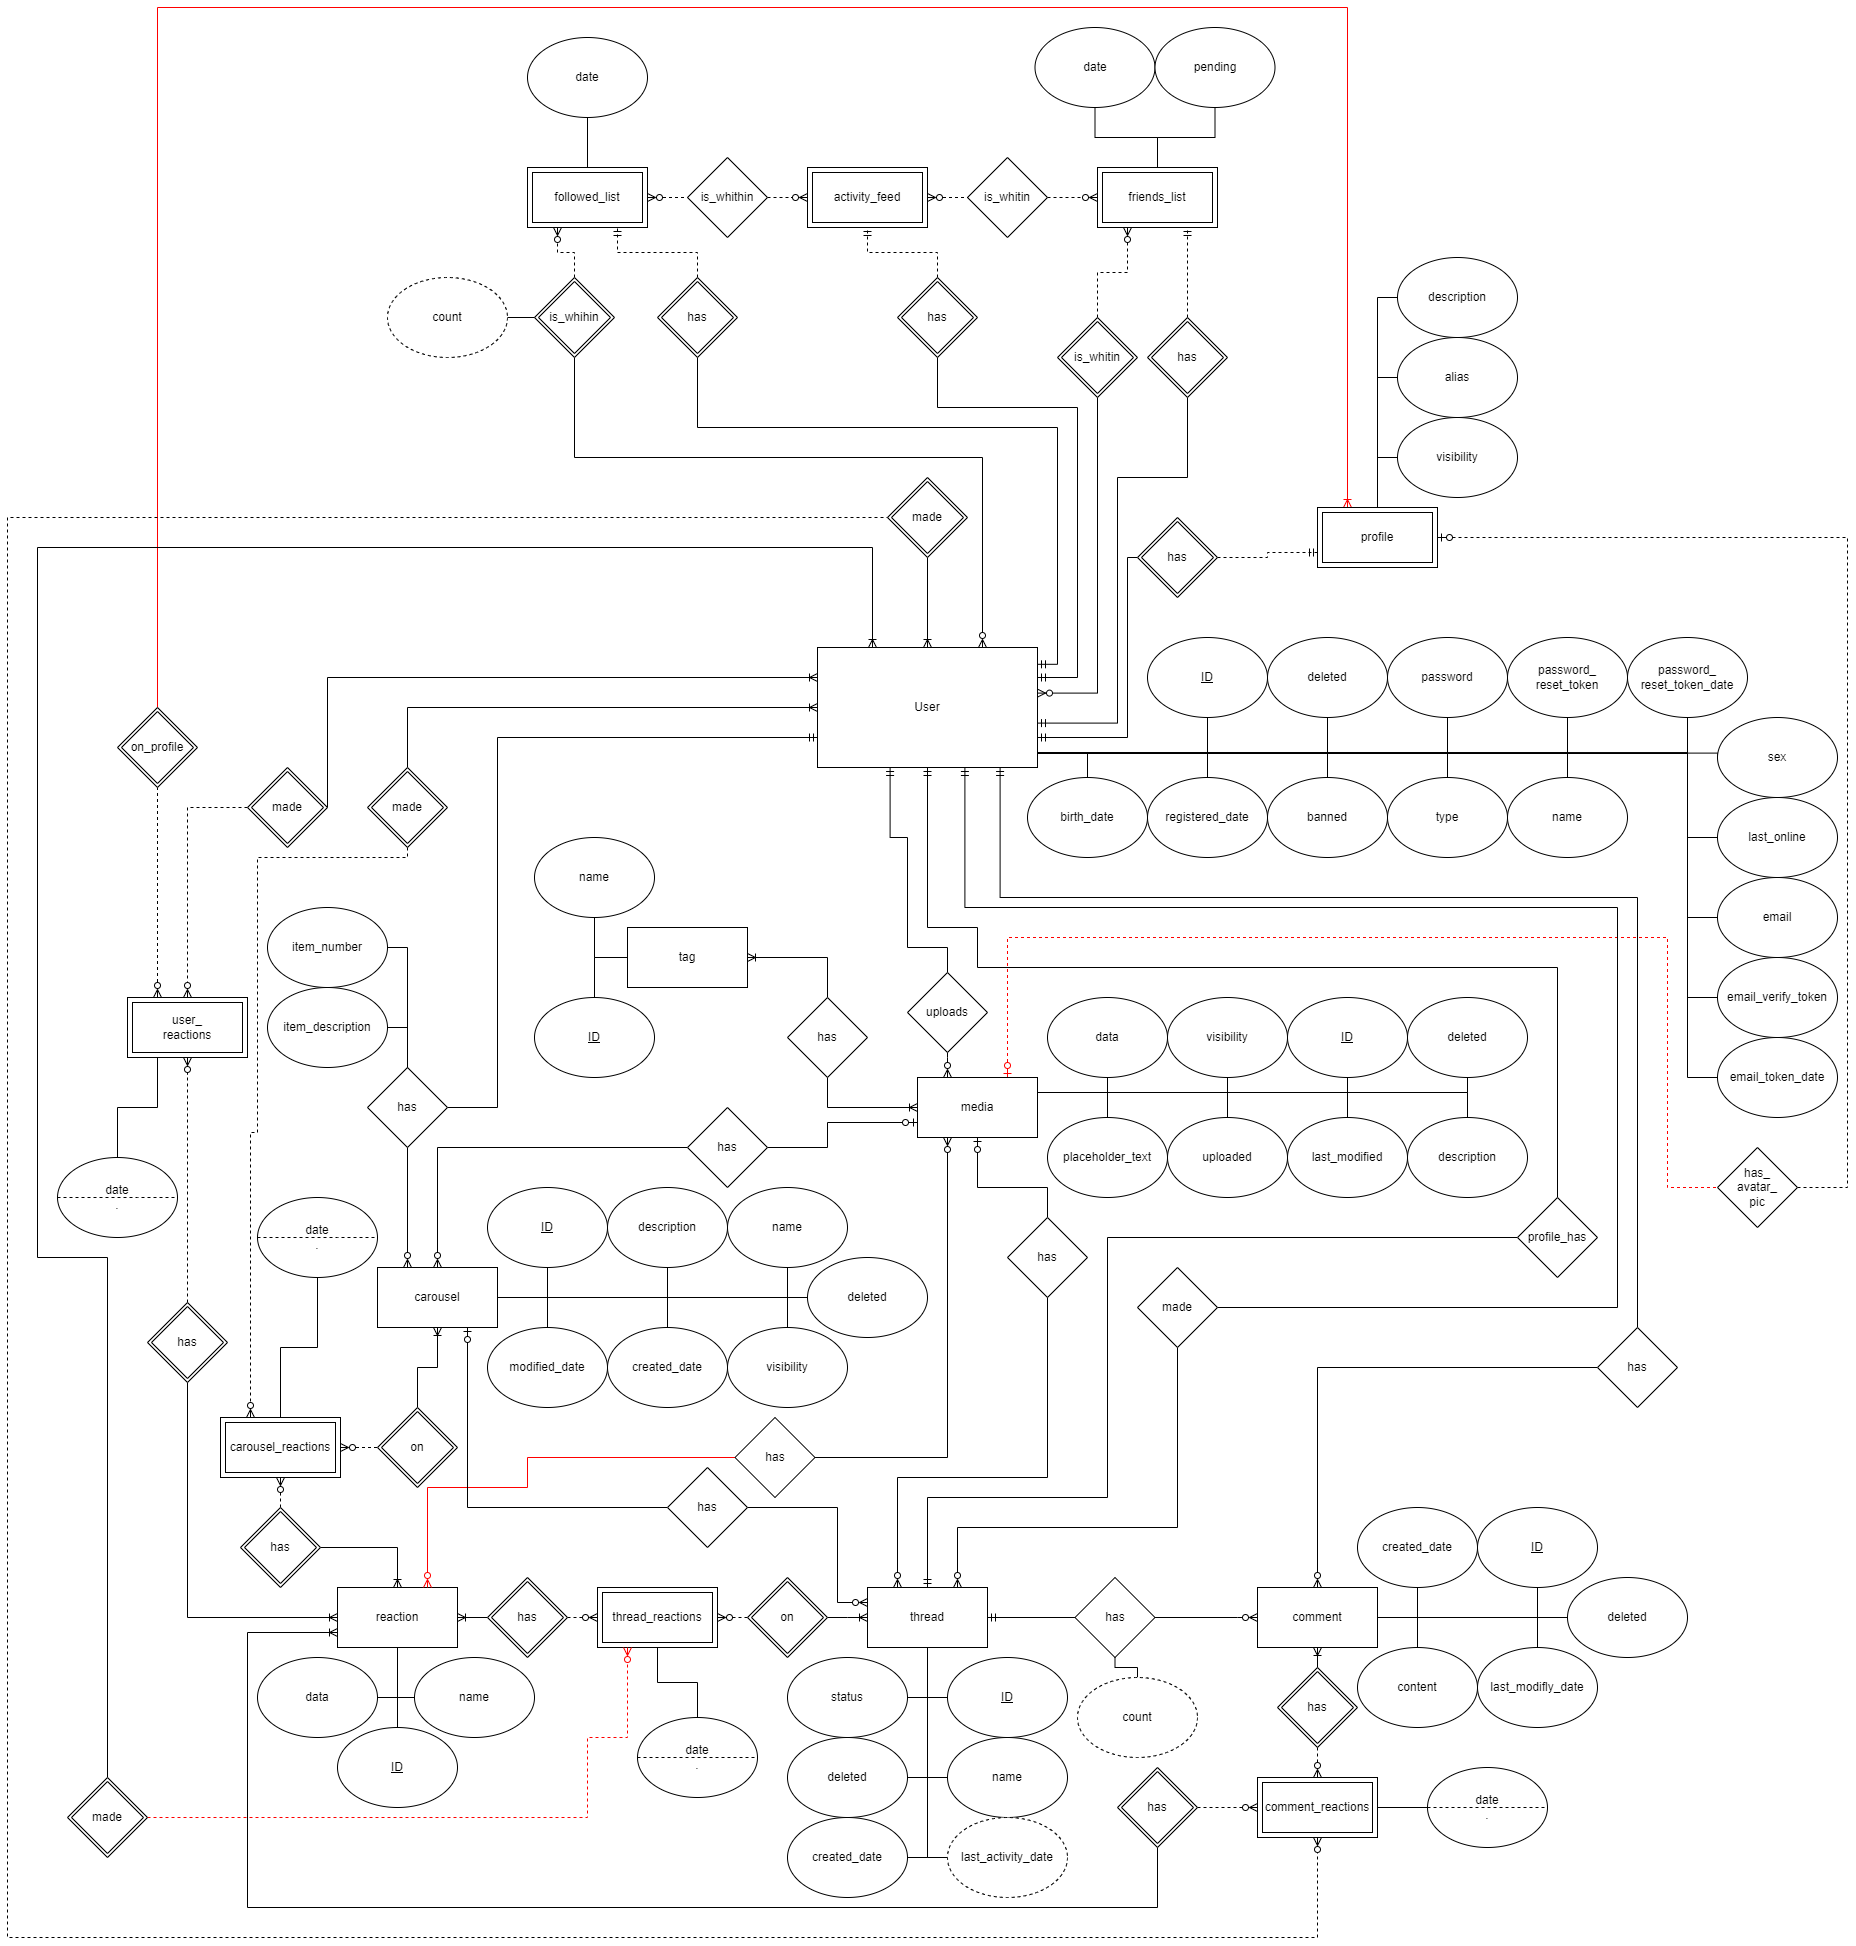 date
date
pending
followed_list
is_whithin
activity_feed
is_whitin
friends_list
description
count
is_whihin
has
has
is_whitin
has
alias
visibility
made
profile
has
ID
deleted
password
password_
reset_token
password_
reset_token_date
User
on_profile
sex
made
made
birth_date
registered_date
banned
type
name
last_online
name
email
item_number
tag
email_verify_token
uploads
user_
reactions
item_description
ID
has
data
visibility
ID
deleted
email_token_date
has
media
has
placeholder_text
uploaded
last_modified
description
has_
avatar_
pic
date
.
date
.
ID
description
name
has
profile_has
carousel
deleted
made
has
modified_date
created_date
visibility
has
carousel_reactions
on
has
has
has
created_date
ID
reaction
has
thread_reactions
on
thread
has
comment
deleted
data
name
status
ID
content
last_modifly_date
has
count
date
.
ID
deleted
name
made
has
comment_reactions
date
.
created_date
last_activity_date